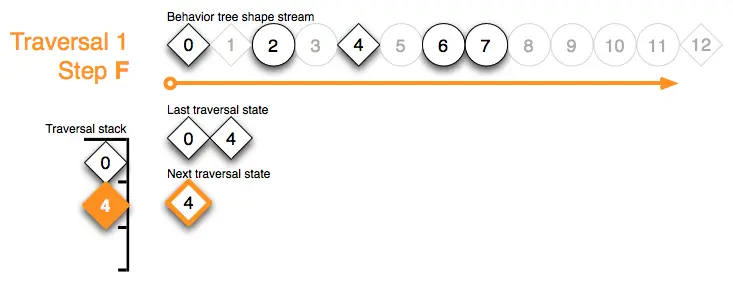 Behavior tree shape stream
Traversal 1
Step F
0 1 2 3 4 5 6 7 8 9 10 11 12
Last traversal state
0 4
Traversal stack
0
4
Next traversal state
4